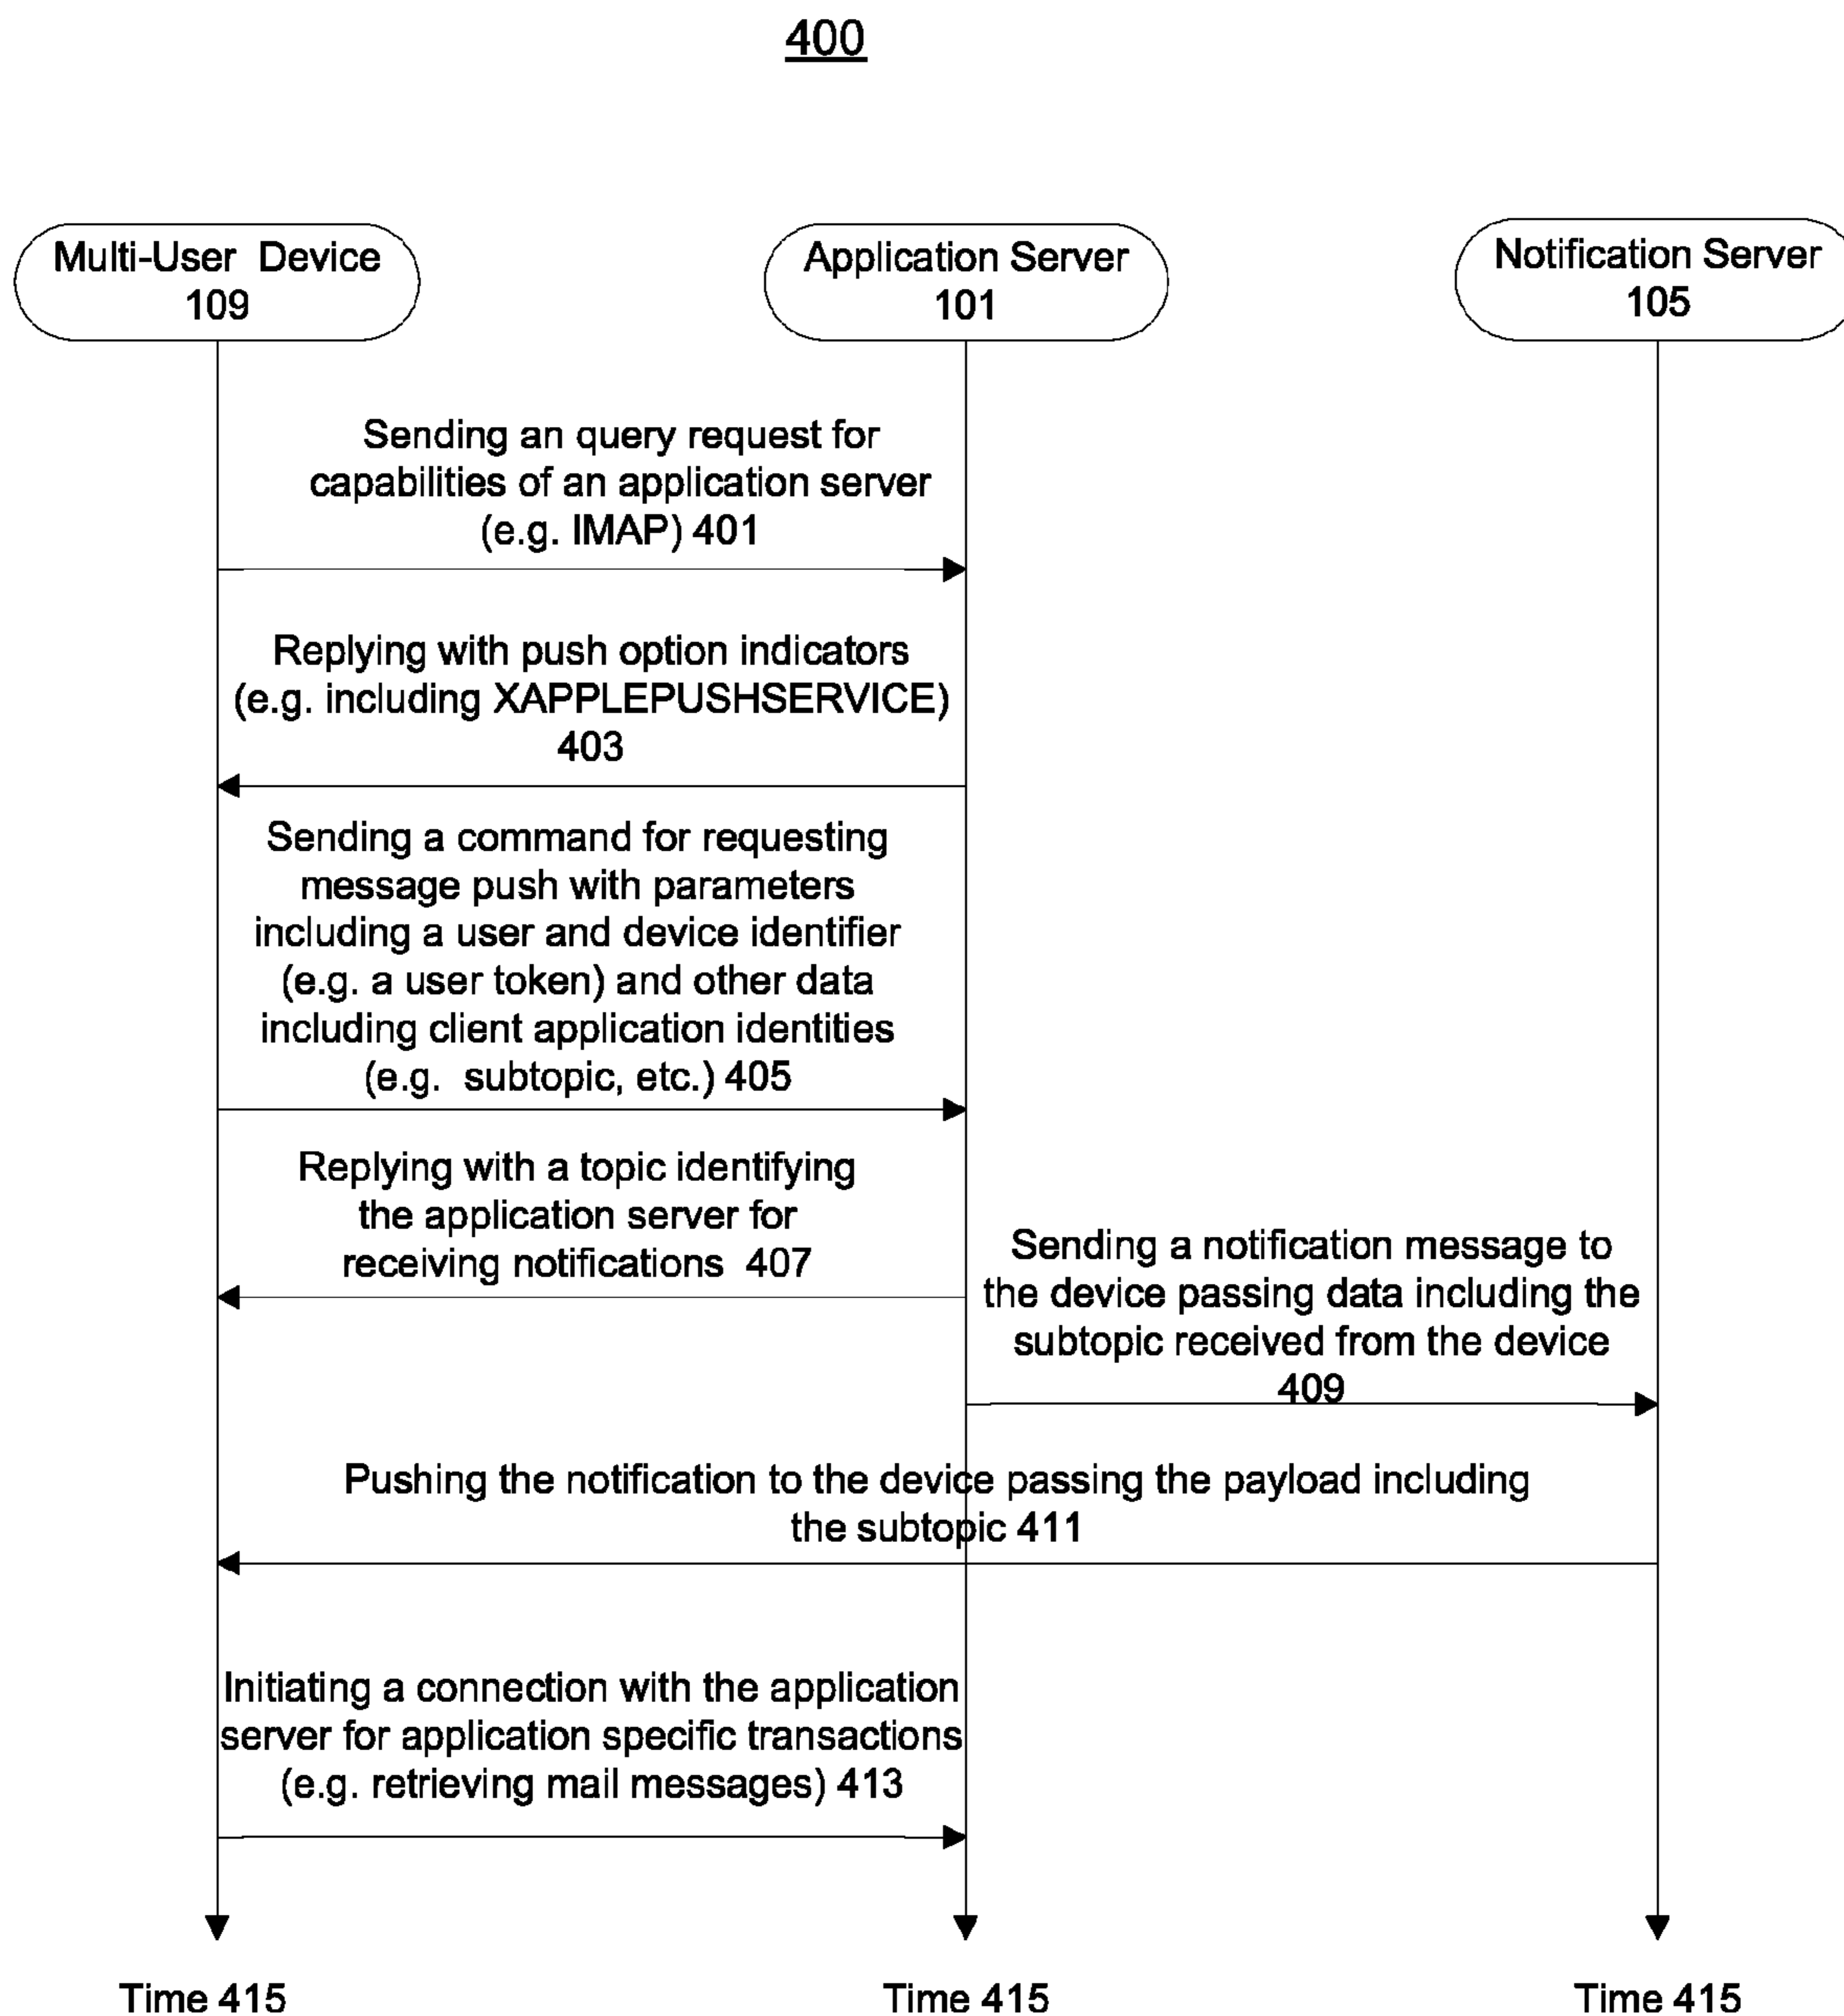 400
Multi-User Device
109
Application Server
101
Notification Server
105
Sending an query request for
capabilities of an application server
(e.g. IMAP) 401
Replying with push option indicators
(e.g. including XAPPLEPUSHSERVICE)
403
Sending a command for requesting
message push with parameters
including a user and device identifier
(e.g. a user token) and other data
including client application identities
(e.g. subtopic, etc.) 405
Replying with a topic identifying
the application server for
receiving notifications 407
Sending a notification message to
the device passing data including the
subtopic received from the device
409
Pushing the notification to the device passing the payload including
the subtopic 411
Initiating a connection with the application
server for application specific transactions
(e.g. retrieving mail messages) 413
Time 415
Time 415
Time 415